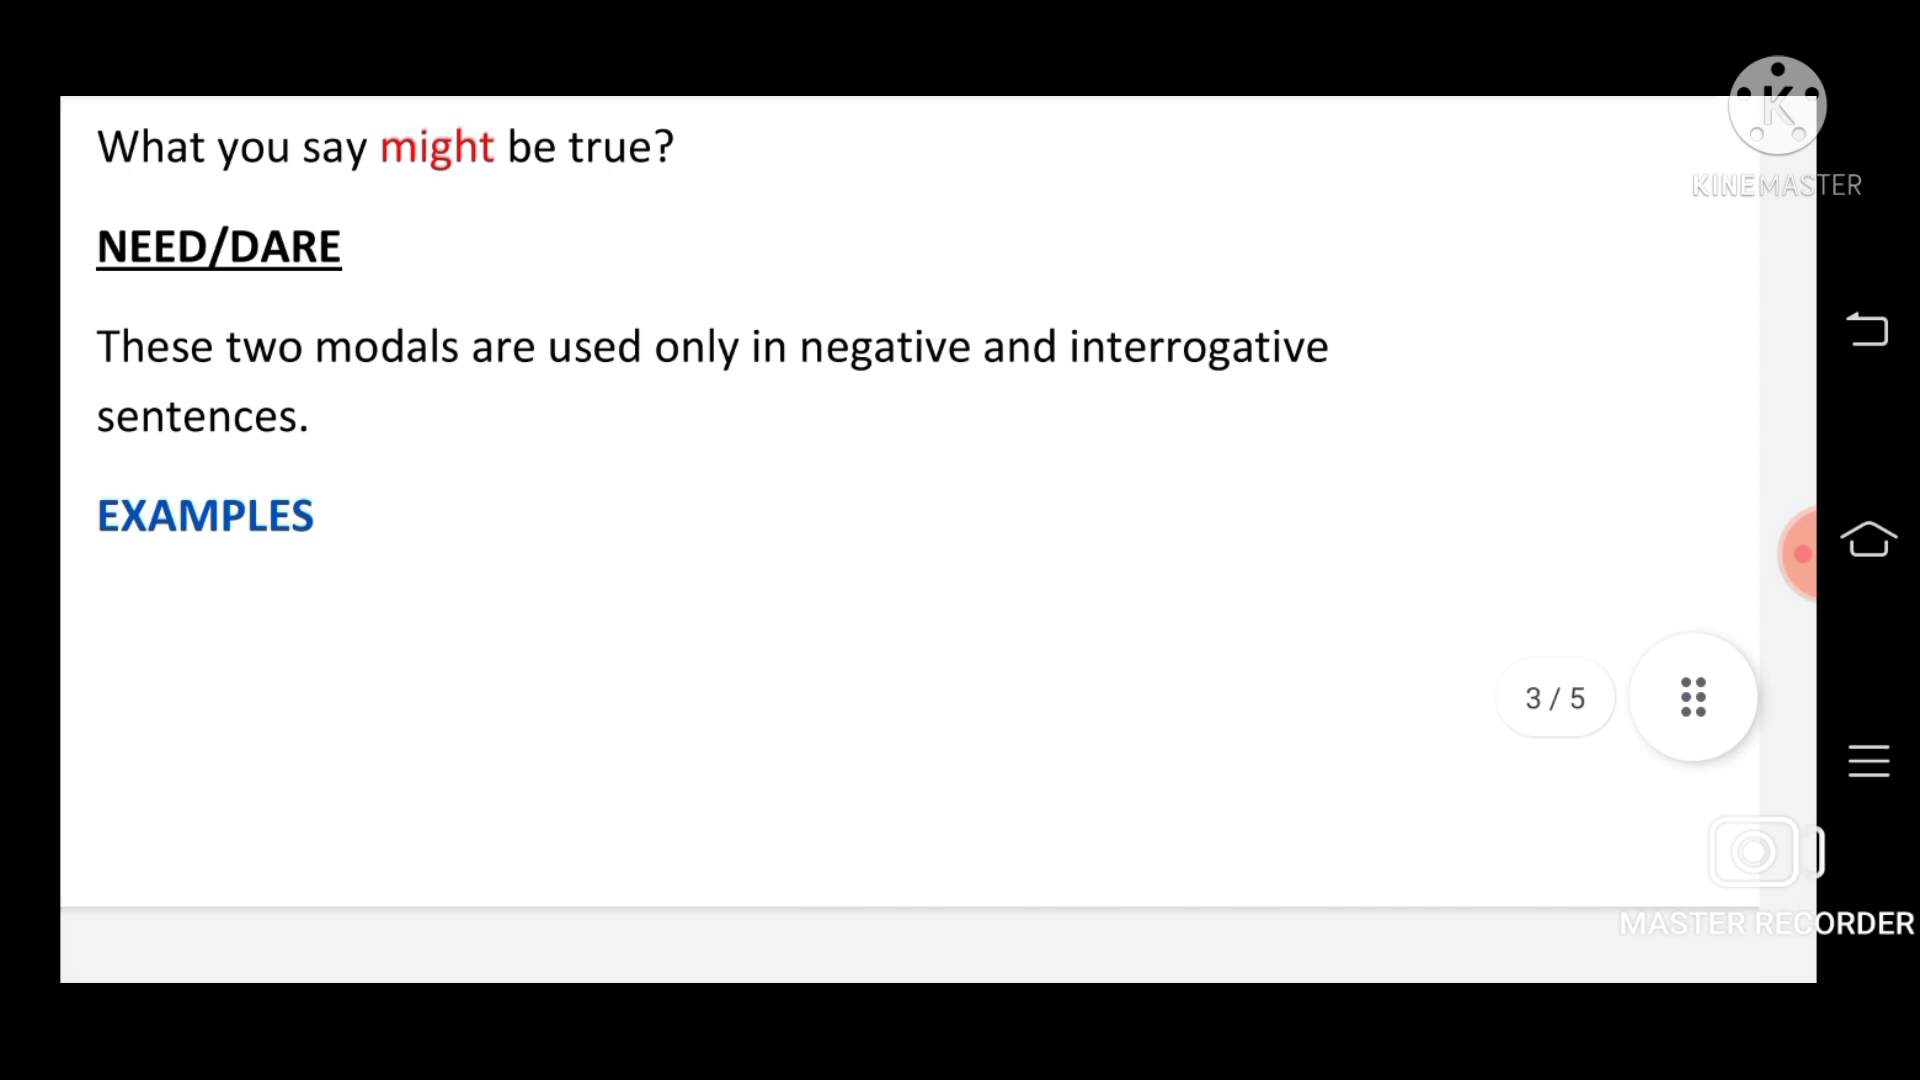 What you say might be true?
NEED/DARE
These two modals are used only in negative and interrogative
sentences.
EXAMPLES
3 / 5
K
KINEMASTER
MASTER RECORDER